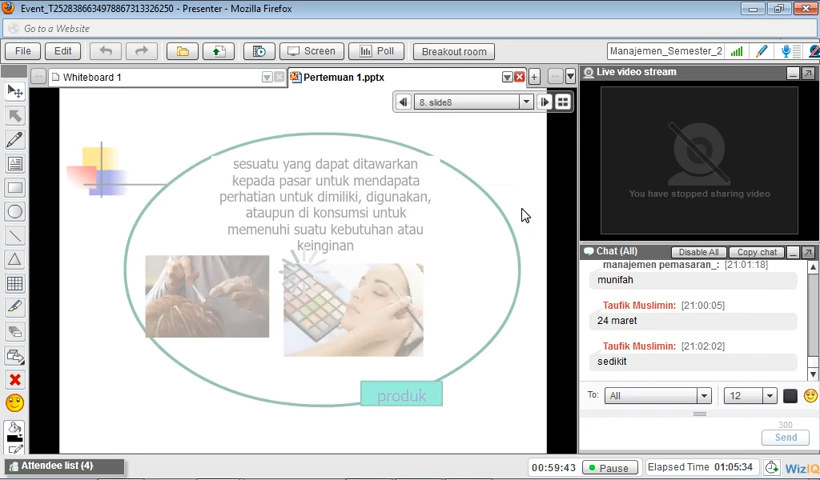 Event_T2528386634978867313326250 - Presenter - Mozilla Firefox
Go to a Website
File Edit Screen Poll Breakout room Manajemen_Semester_2
Whiteboard 1 Pertemuan 1.pptx
8. slide8
sesuatu yang dapat ditawarkan
kepada pasar untuk mendapata
perhatian untuk dimiliki, digunakan,
ataupun di konsumsi untuk
memenuhi suatu kebutuhan atau
keinginan
produk
Live video stream
You have stopped sharing video
Chat (All) Disable All Copy chat
manajemen pemasaran_: [21:01:18]
munifah
Taufik Muslimin: [21:00:05]
24 maret
Taufik Muslimin: [21:02:02]
sedikit
To: All 12
300
Send
Attendee list (4)
00:59:43 Pause Elapsed Time 01:05:34 WizIQ